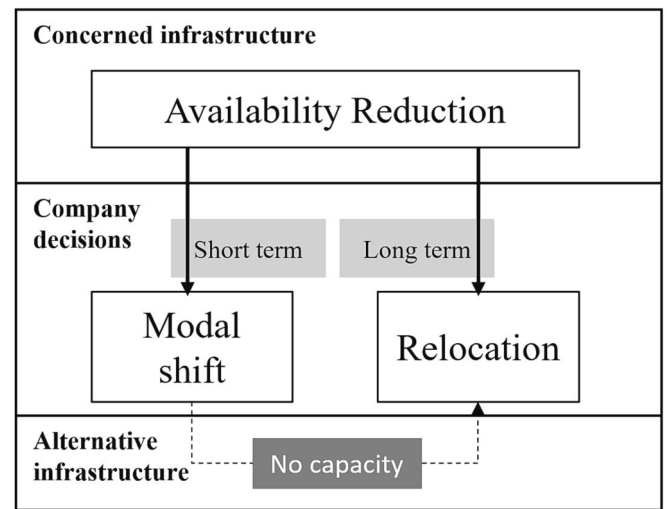 Concerned infrastructure
Availability Reduction
Company
decisions
Short term
Long term
Modal
shift
Relocation
Alternative
infrastructure
No capacity